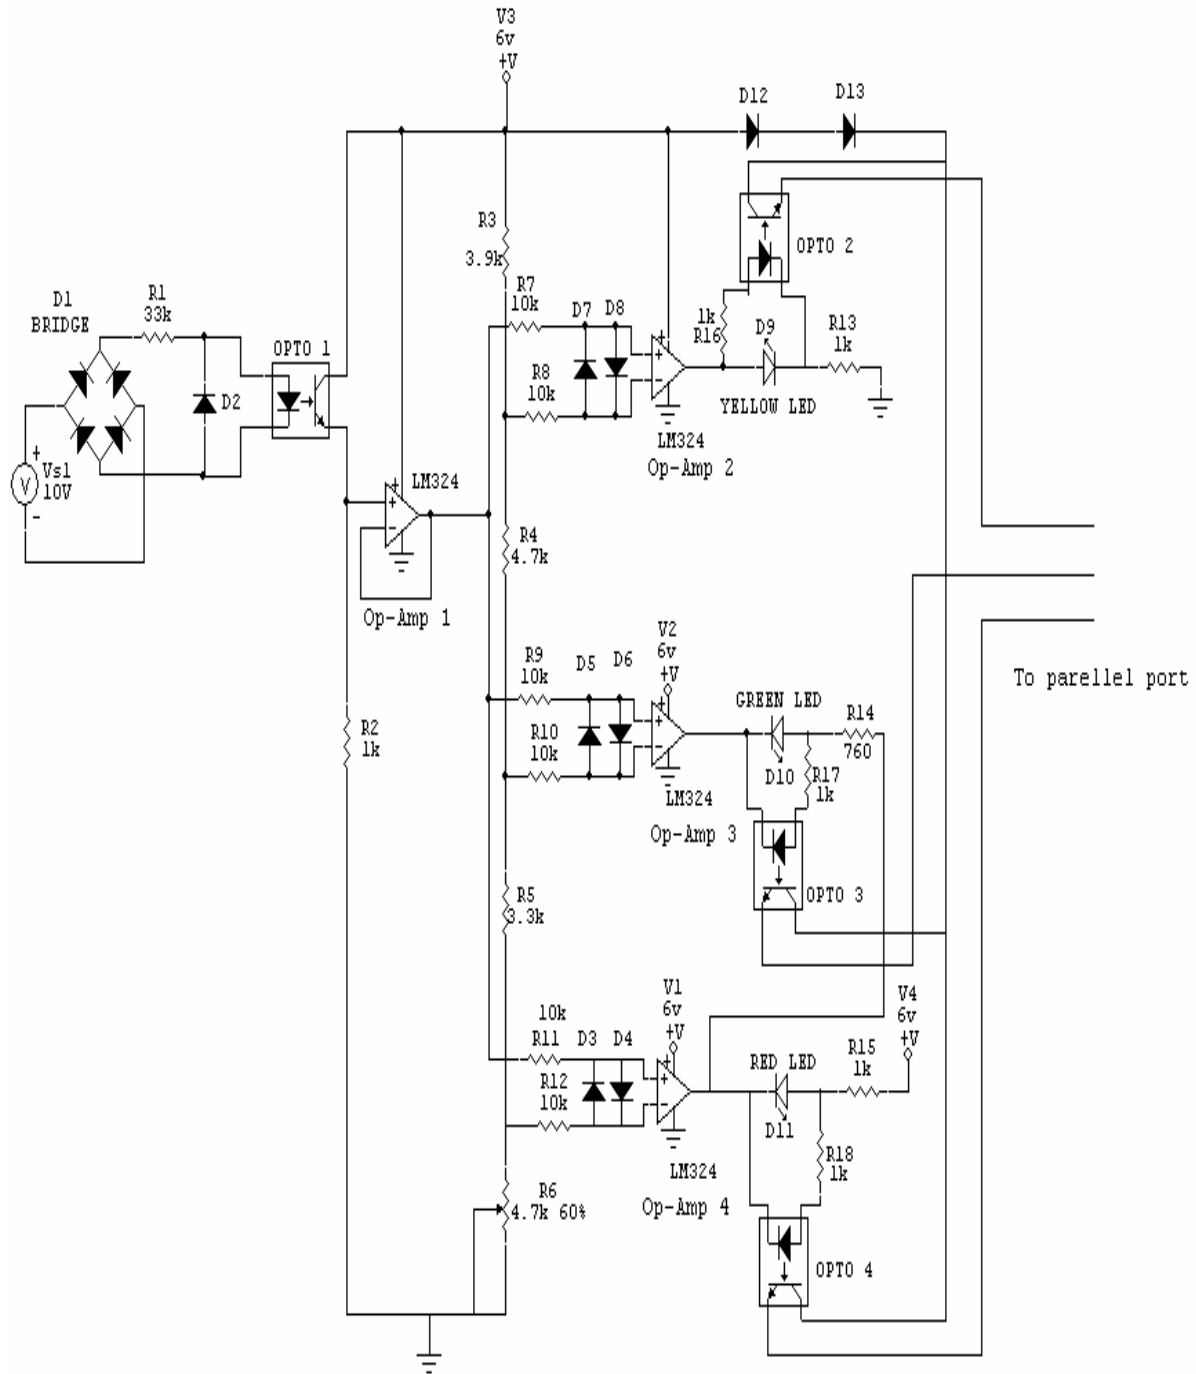 V3
6v
+V
D12
D13
R3
3.9k
OPTO 2
R7
10k
D7
D8
1k
R16
D9
R13
1k
D1
BRIDGE
R1
33k
OPTO 1
D2
R8
10k
YELLOW LED
LM324
Op-Amp 2
+
Vs1
V
10V
-
LM324
R4
4.7k
Op-Amp 1
V2
6v
+V
To parellel port
R9
10k
D5
D6
GREEN LED
R14
760
R2
1k
R10
10k
D10
R17
1k
LM324
Op-Amp 3
R5
3.3k
OPTO 3
V1
6v
+V
V4
6v
+V
10k
R11
D3
D4
RED LED
R15
1k
R12
10k
D11
R18
1k
LM324
Op-Amp 4
R6
4.7k 60%
OPTO 4